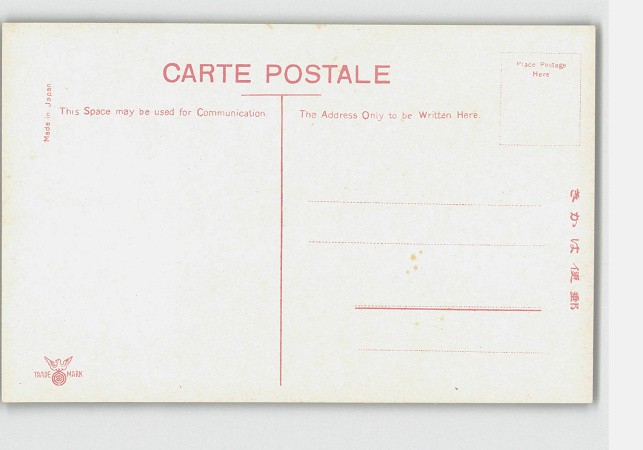 CARTE POSTALE
Place Postage
Here
Made in Japan
This Space may be used for Communication
The Address Only to be Written Here.
きかは便郵
TRADE MARK